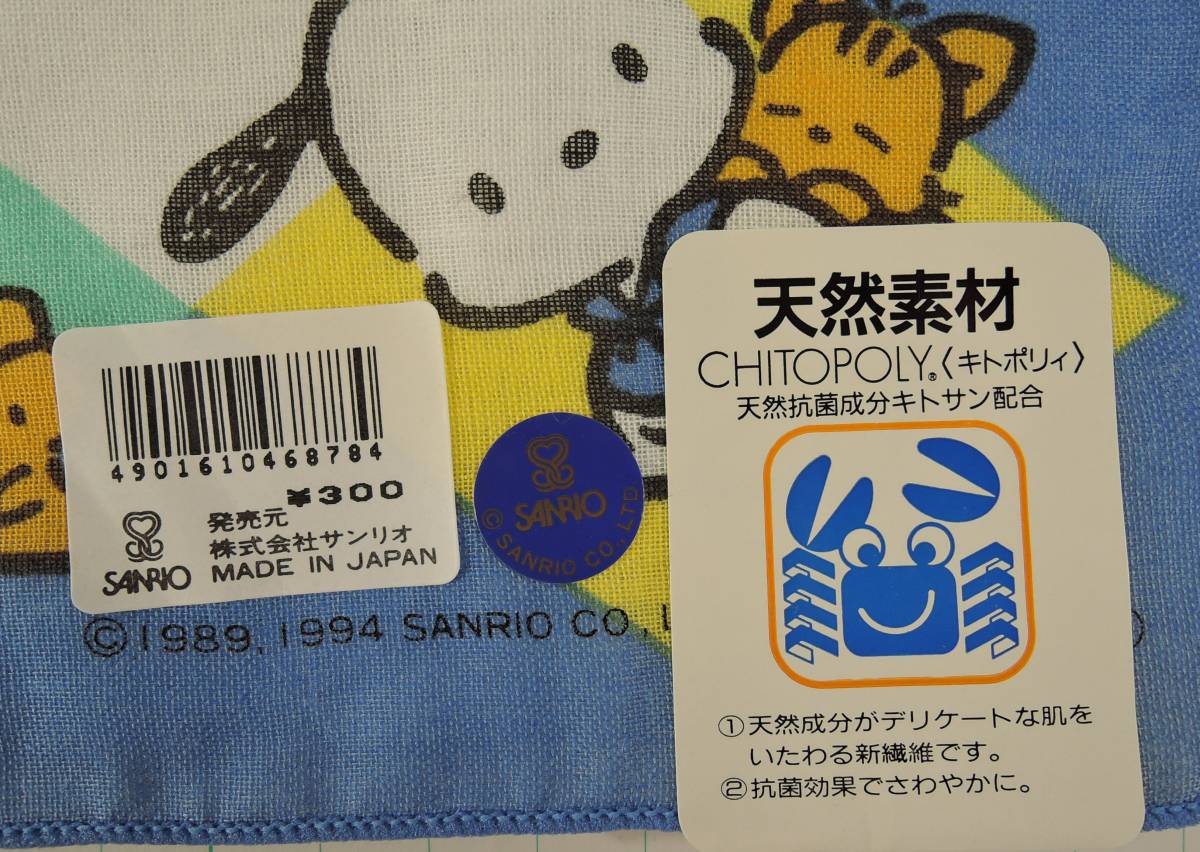 天然素材
CHITOPOLY®〈キトポリィ〉
天然抗菌成分キトサン配合
①天然成分がデリケートな肌を
いたわる新繊維です。
②抗菌効果でさわやかに。
4901610468784
¥300
発売元
株式会社サンリオ
SANRIO MADE IN JAPAN
SANRIO
© SANRIO CO., LTD
©1989, 1994 SANRIO CO., L